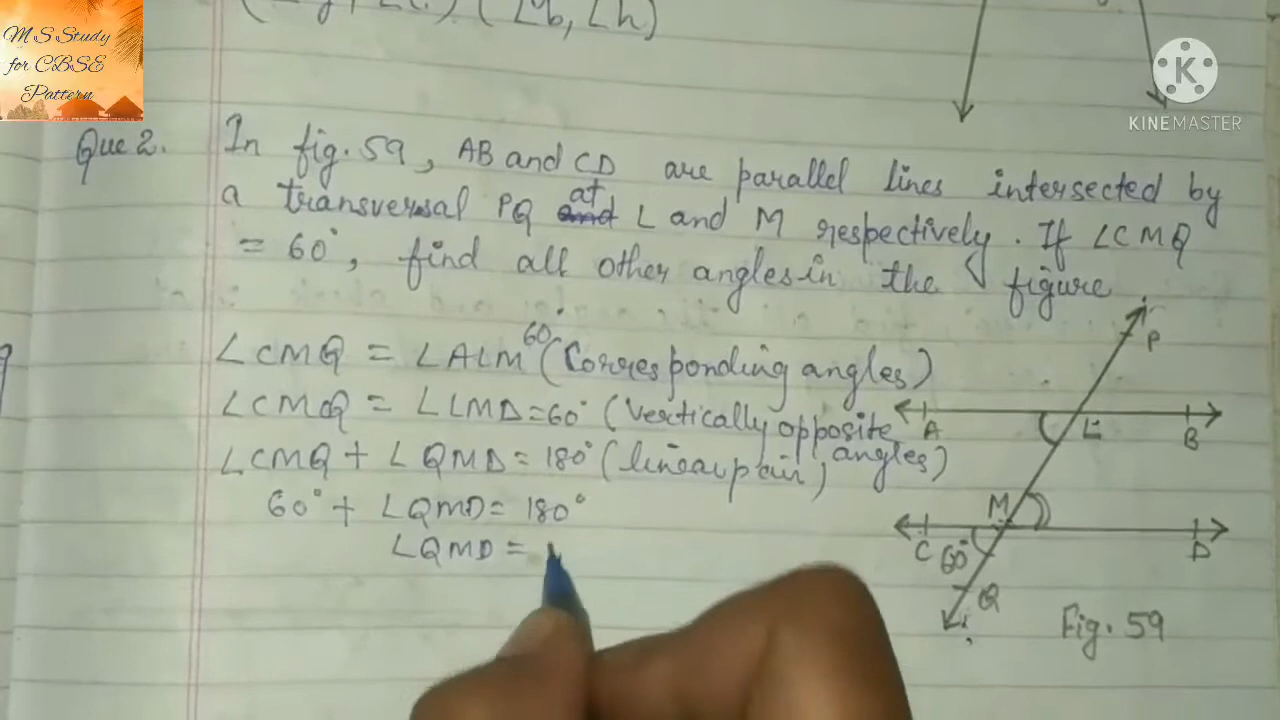 M S Study
for CBSE
Pattern
(∠b, ∠h)
KINEMASTER
Que 2. In fig. 59, AB and CD are parallel lines intersected by
a transversal PQ at L and M respectively. If ∠CMQ
= 60°, find all other angles in the figure
∠CMQ = ∠ALM 60° (Corresponding angles)
∠CMQ = ∠LMD = 60° (Vertically opposite
angles)
∠CMQ + ∠QMD = 180° (linear pair)
60° + ∠QMD = 180°
∠QMD =
P
A L B
M
C 60° D
Q
Fig. 59